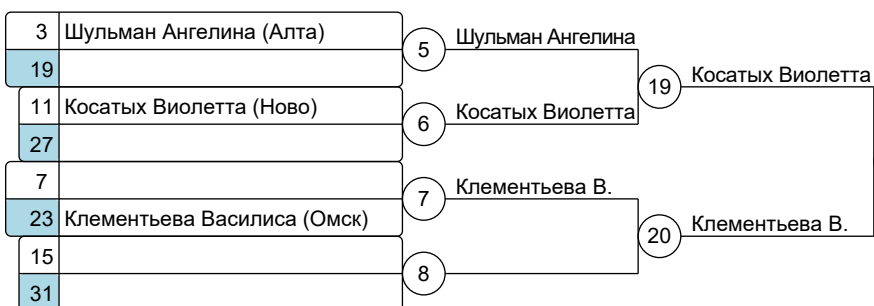 3 Шульман Ангелина (Алта)
5 Шульман Ангелина
19
19 Косатых Виолетта
11 Косатых Виолетта (Ново)
6 Косатых Виолетта
27
7
7 Клементьева В.
23 Клементьева Василиса (Омск)
20 Клементьева В.
15
8
31